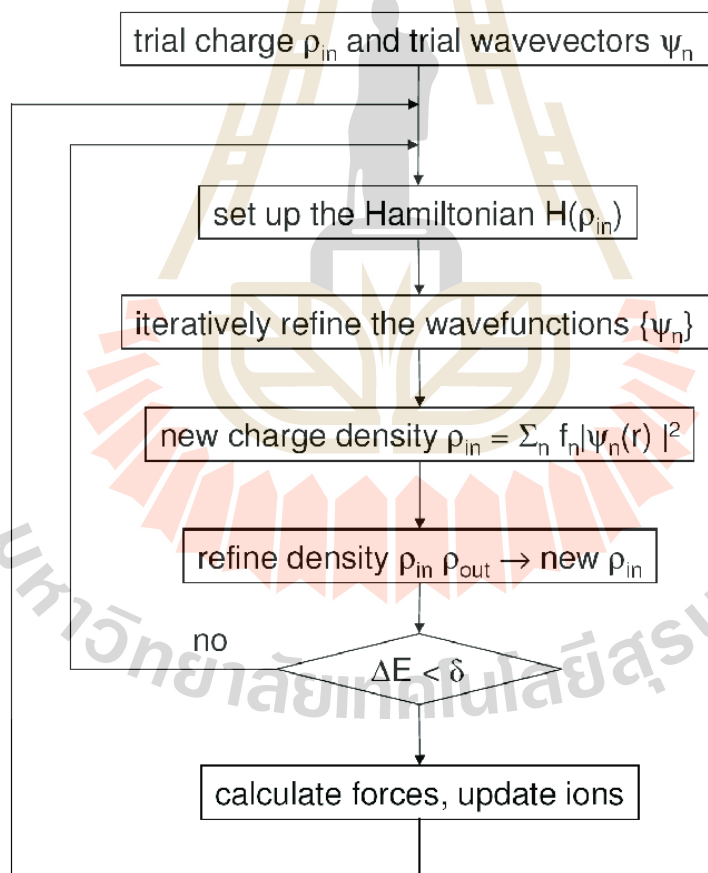 trial charge ρin and trial wavevectors ψn
set up the Hamiltonian H(ρin)
iteratively refine the wavefunctions {ψn}
new charge density ρin = Σn fn|ψn(r) |²
refine density ρin ρout → new ρin
no
ΔE < δ
calculate forces, update ions